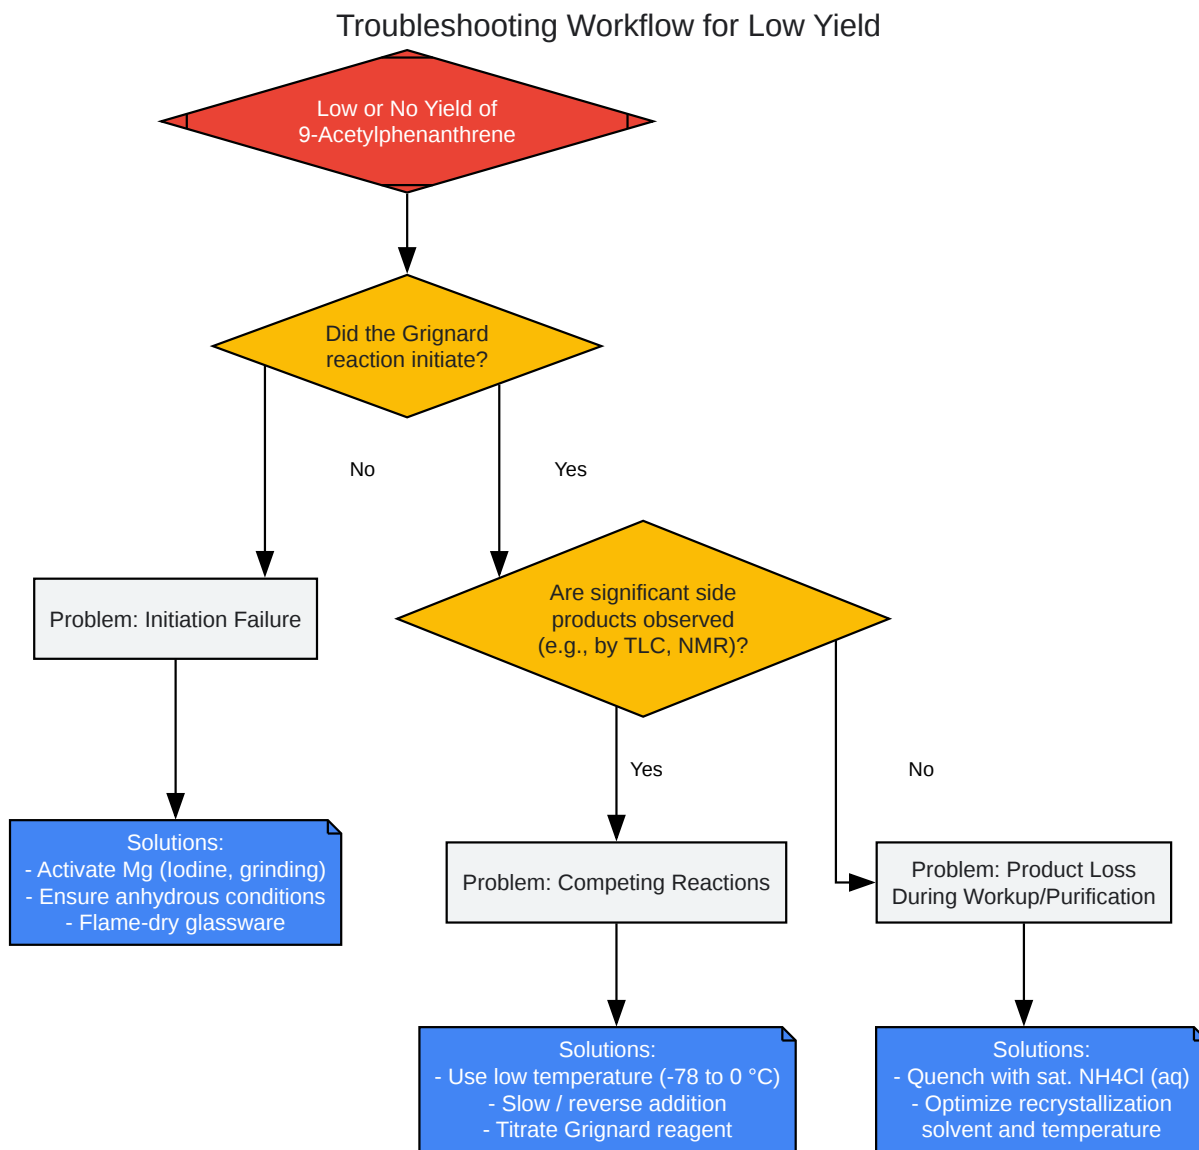 Troubleshooting Workflow for Low Yield
Low or No Yield of
9-Acetylphenanthrene
Did the Grignard
reaction initiate?
No
Yes
Problem: Initiation Failure
Are significant side
products observed
(e.g., by TLC, NMR)?
Yes
No
Solutions:
- Activate Mg (Iodine, grinding)
- Ensure anhydrous conditions
- Flame-dry glassware
Problem: Competing Reactions
Problem: Product Loss
During Workup/Purification
Solutions:
- Use low temperature (-78 to 0 °C)
- Slow / reverse addition
- Titrate Grignard reagent
Solutions:
- Quench with sat. NH4Cl (aq)
- Optimize recrystallization
solvent and temperature